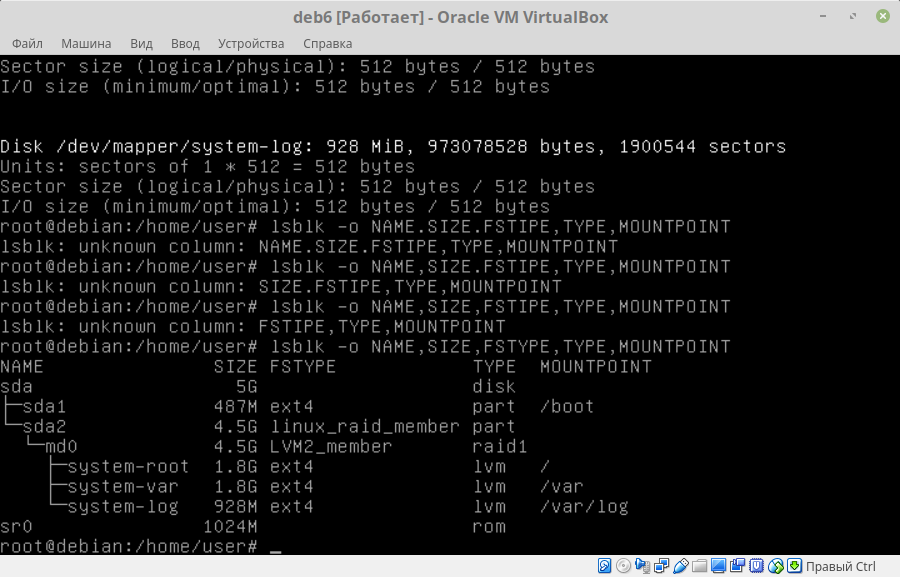 deb6 [Работает] - Oracle VM VirtualBox
Файл Машина Вид Ввод Устройства Справка
Sector size (logical/physical): 512 bytes / 512 bytes
I/O size (minimum/optimal): 512 bytes / 512 bytes
Disk /dev/mapper/system-log: 928 MiB, 973078528 bytes, 1900544 sectors
Units: sectors of 1 * 512 = 512 bytes
Sector size (logical/physical): 512 bytes / 512 bytes
I/O size (minimum/optimal): 512 bytes / 512 bytes
root@debian:/home/user# lsblk -o NAME.SIZE.FSTIPE,TYPE,MOUNTPOINT
lsblk: unknown column: NAME.SIZE.FSTIPE,TYPE,MOUNTPOINT
root@debian:/home/user# lsblk -o NAME,SIZE.FSTIPE,TYPE,MOUNTPOINT
lsblk: unknown column: SIZE.FSTIPE,TYPE,MOUNTPOINT
root@debian:/home/user# lsblk -o NAME,SIZE,FSTIPE,TYPE,MOUNTPOINT
lsblk: unknown column: FSTIPE,TYPE,MOUNTPOINT
root@debian:/home/user# lsblk -o NAME,SIZE,FSTYPE,TYPE,MOUNTPOINT
NAME SIZE FSTYPE TYPE MOUNTPOINT
sda 5G disk
├─sda1 487M ext4 part /boot
└─sda2 4.5G linux_raid_member part
└─md0 4.5G LVM2_member raid1
├─system-root 1.8G ext4 lvm /
├─system-var 1.8G ext4 lvm /var
└─system-log 928M ext4 lvm /var/log
sr0 1024M rom
root@debian:/home/user# _
Правый Ctrl